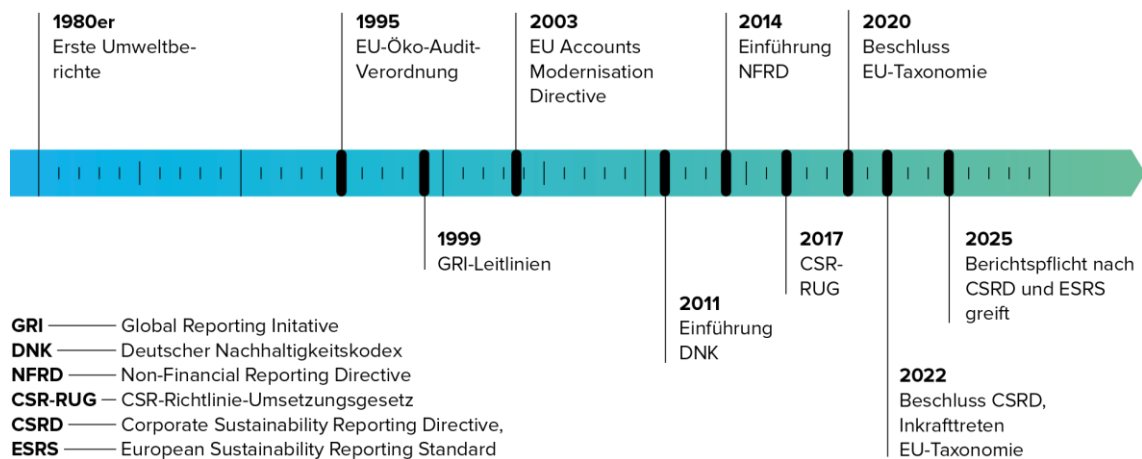 1980er
Erste Umweltbe-
richte
1995
EU-Öko-Audit-
Verordnung
2003
EU Accounts
Modernisation
Directive
2014
Einführung
NFRD
2020
Beschluss
EU-Taxonomie
1999
GRI-Leitlinien
2011
Einführung
DNK
2017
CSR-
RUG
2022
Beschluss CSRD,
Inkrafttreten
EU-Taxonomie
2025
Berichtspflicht nach
CSRD und ESRS
greift
GRI Global Reporting Initative
DNK Deutscher Nachhaltigkeitskodex
NFRD Non-Financial Reporting Directive
CSR-RUG CSR-Richtlinie-Umsetzungsgesetz
CSRD Corporate Sustainability Reporting Directive,
ESRS European Sustainability Reporting Standard